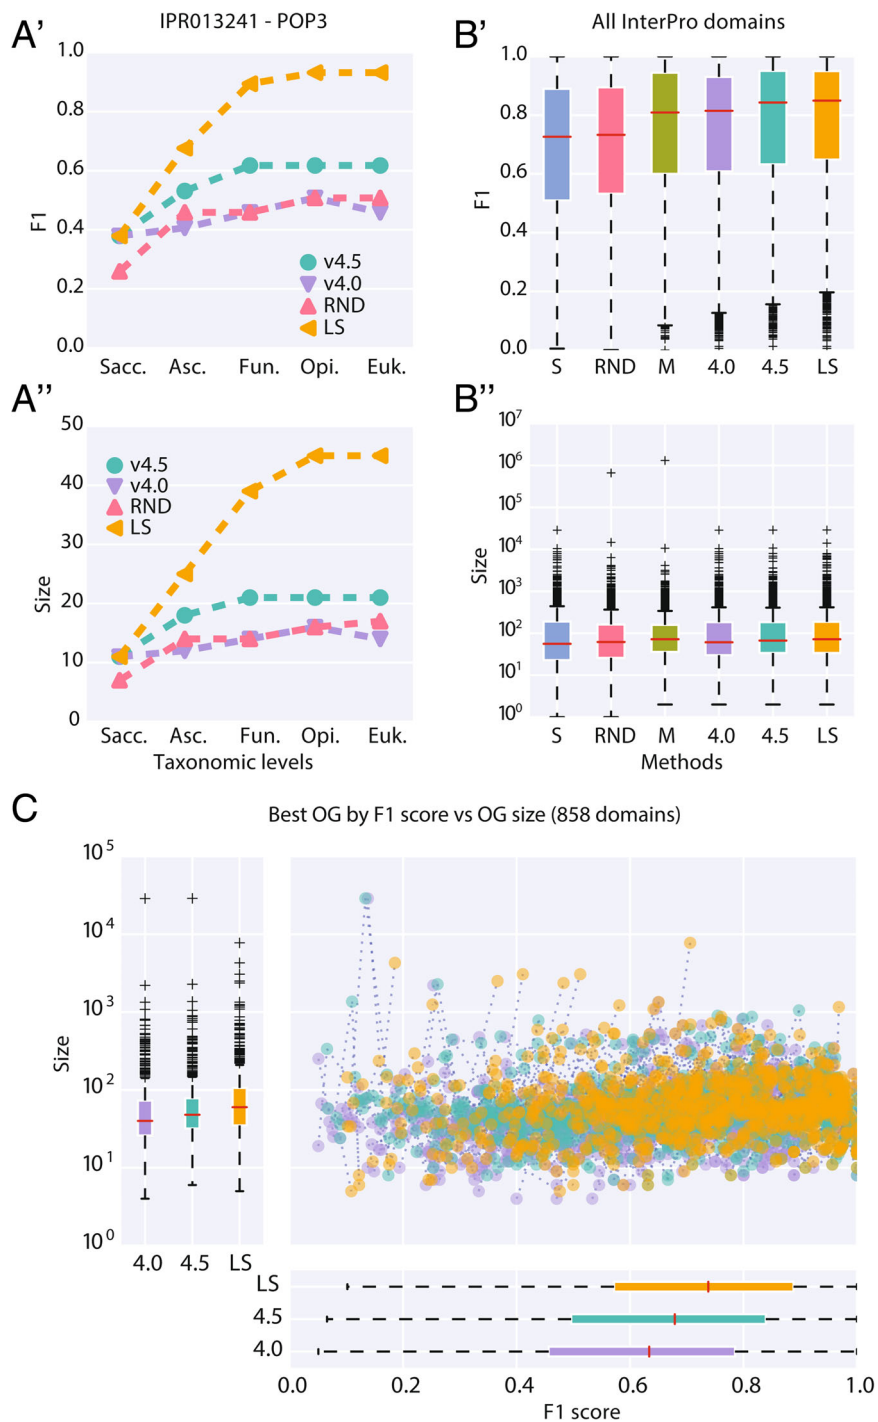 A'
IPR013241 - POP3
1.0
0.8
0.6
0.4
0.2
0.0
F1
v4.5
v4.0
RND
LS
Sacc. Asc. Fun. Opi. Euk.
B'
All InterPro domains
1.0
0.8
0.6
0.4
0.2
0.0
F1
S RND M 4.0 4.5 LS
A''
50
40
30
20
10
0
Size
v4.5
v4.0
RND
LS
Sacc. Asc. Fun. Opi. Euk.
Taxonomic levels
B''
10⁷
10⁶
10⁵
10⁴
10³
10²
10¹
10⁰
Size
S RND M 4.0 4.5 LS
Methods
C
Best OG by F1 score vs OG size (858 domains)
10⁵
10⁴
10³
10²
10¹
10⁰
Size
4.0 4.5 LS
LS
4.5
4.0
0.0 0.2 0.4 0.6 0.8 1.0
F1 score